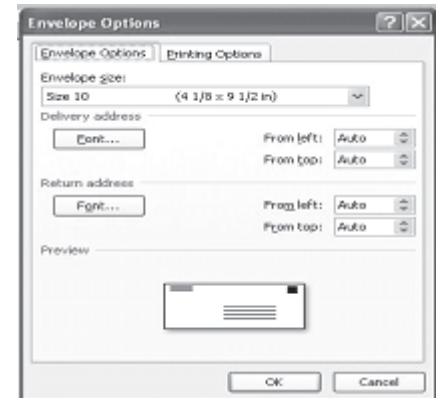 Envelope Options
Envelope Options Printing Options
Envelope size:
Size 10 (4 1/8 x 9 1/2 in)
Delivery address
Font... From left: Auto
From top: Auto
Return address
Font... From left: Auto
From top: Auto
Preview
OK Cancel